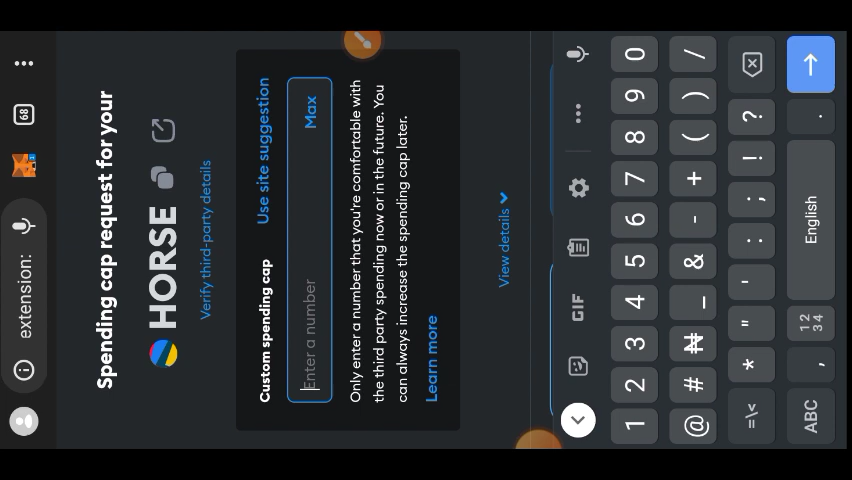 68
extension:
Spending cap request for your
HORSE
Verify third-party details
Custom spending cap
Use site suggestion
Enter a number
Max
Only enter a number that you're comfortable with
the third party spending now or in the future. You
can always increase the spending cap later.
Learn more
View details
GIF
1 2 3 4 5 6 7 8 9 0
@ # ₦ _ & - + ( ) /
=\< * " ' : ; ! ?
ABC , 12 34 English .